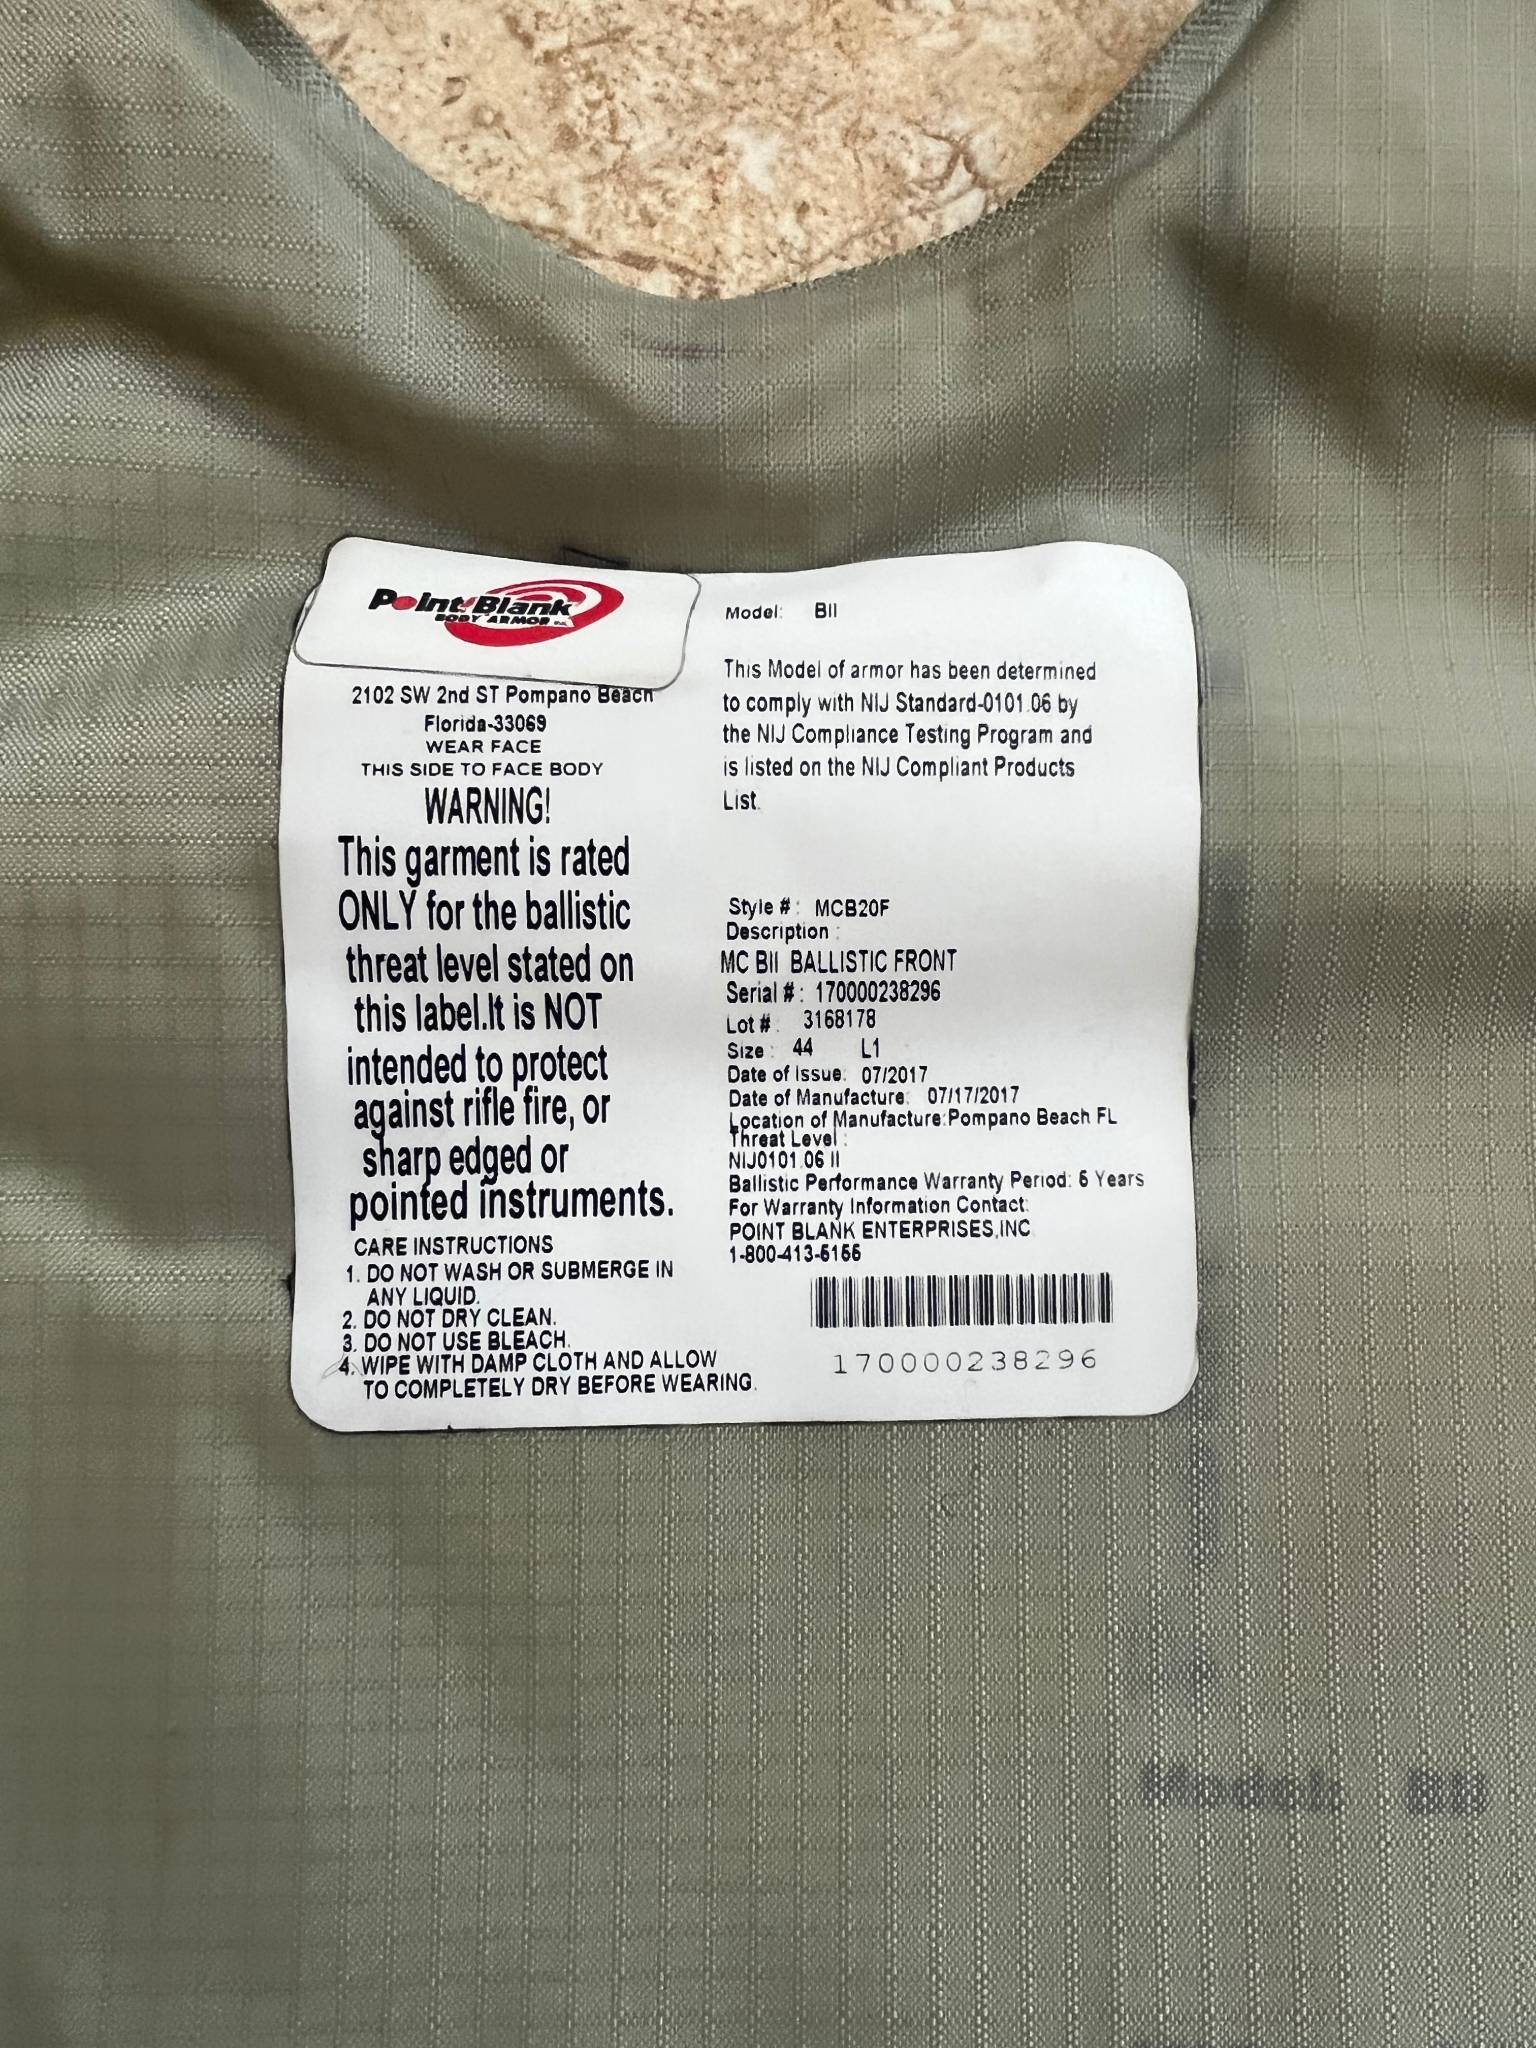 Point Blank
BODY ARMOR
2102 SW 2nd ST Pompano Beach
Florida-33069
WEAR FACE
THIS SIDE TO FACE BODY
WARNING!
This garment is rated
ONLY for the ballistic
threat level stated on
this label.It is NOT
intended to protect
against rifle fire, or
sharp edged or
pointed instruments.
CARE INSTRUCTIONS
1. DO NOT WASH OR SUBMERGE IN
ANY LIQUID.
2. DO NOT DRY CLEAN.
3. DO NOT USE BLEACH.
4. WIPE WITH DAMP CLOTH AND ALLOW
TO COMPLETELY DRY BEFORE WEARING.
Model: BII
This Model of armor has been determined
to comply with NIJ Standard-0101.06 by
the NIJ Compliance Testing Program and
is listed on the NIJ Compliant Products
List.
Style # : MCB20F
Description :
MC BII BALLISTIC FRONT
Serial # : 170000238296
Lot # : 3168178
Size : 44 L1
Date of Issue: 07/2017
Date of Manufacture: 07/17/2017
Location of Manufacture:Pompano Beach FL
Threat Level :
NIJ0101.06 II
Ballistic Performance Warranty Period: 5 Years
For Warranty Information Contact:
POINT BLANK ENTERPRISES,INC
1-800-413-5155
170000238296
Model: BII